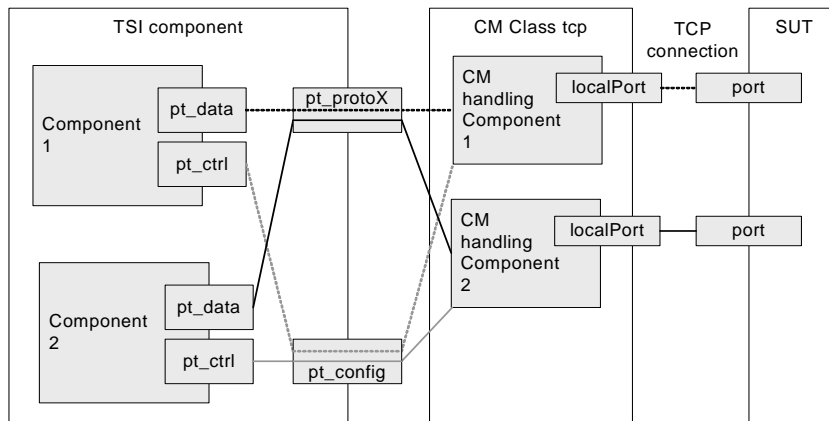 TSI component
CM Class tcp
TCP
connection
SUT
Component
1
pt_data
pt_ctrl
pt_protoX
CM
handling
Component
1
localPort
port
Component
2
pt_data
pt_ctrl
pt_config
CM
handling
Component
2
localPort
port